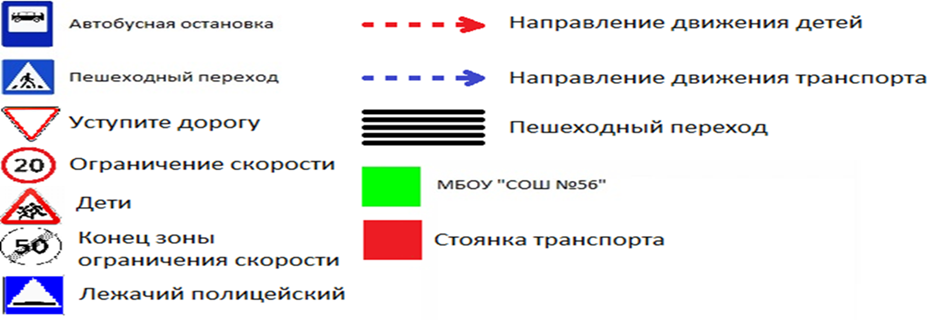 Автобусная остановка
Пешеходный переход
Уступите дорогу
20 Ограничение скорости
Дети
50 Конец зоны
ограничения скорости
Лежачий полицейский
Направление движения детей
Направление движения транспорта
Пешеходный переход
МБОУ "СОШ №56"
Стоянка транспорта